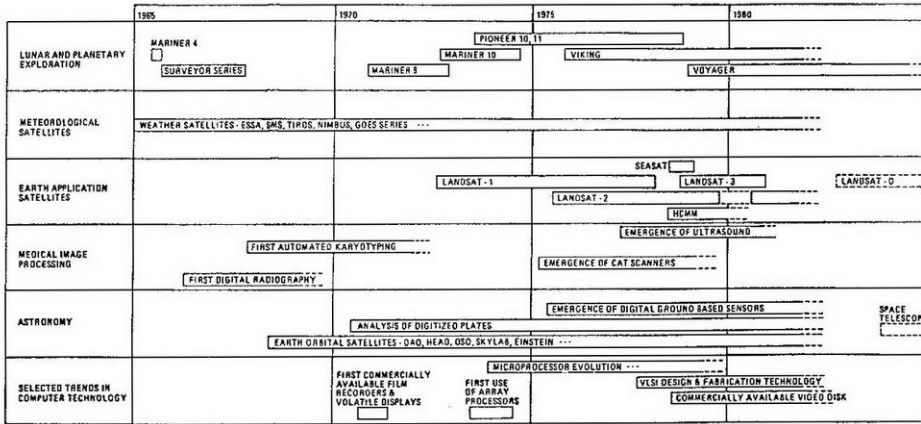 1965 1970 1975 1980
LUNAR AND PLANETARY
EXPLORATION
MARINER 4
SURVEYOR SERIES
MARINER 9
MARINER 10
PIONEER 10, 11
VIKING
VOYAGER
METEOROLOGICAL
SATELLITES
WEATHER SATELLITES - ESSA, SMS, TIROS, NIMBUS, GOES SERIES ...
EARTH APPLICATION
SATELLITES
SEASAT
LANDSAT - 1
LANDSAT - 3
LANDSAT - D
LANDSAT - 2
HCMM
MEDICAL IMAGE
PROCESSING
EMERGENCE OF ULTRASOUND
FIRST AUTOMATED KARYOTYPING
EMERGENCE OF CAT SCANNERS
FIRST DIGITAL RADIOGRAPHY
ASTRONOMY
EMERGENCE OF DIGITAL GROUND BASED SENSORS
SPACE
TELESCOP
ANALYSIS OF DIGITIZED PLATES
EARTH ORBITAL SATELLITES - OAO, HEAO, OSO, SKYLAB, EINSTEIN ...
SELECTED TRENDS IN
COMPUTER TECHNOLOGY
MICROPROCESSOR EVOLUTION ...
FIRST COMMERCIALLY
AVAILABLE FILM
RECORDERS &
VOLATILE DISPLAYS
FIRST USE
OF ARRAY
PROCESSORS
VLSI DESIGN & FABRICATION TECHNOLOGY
COMMERCIALLY AVAILABLE VIDEO DISK